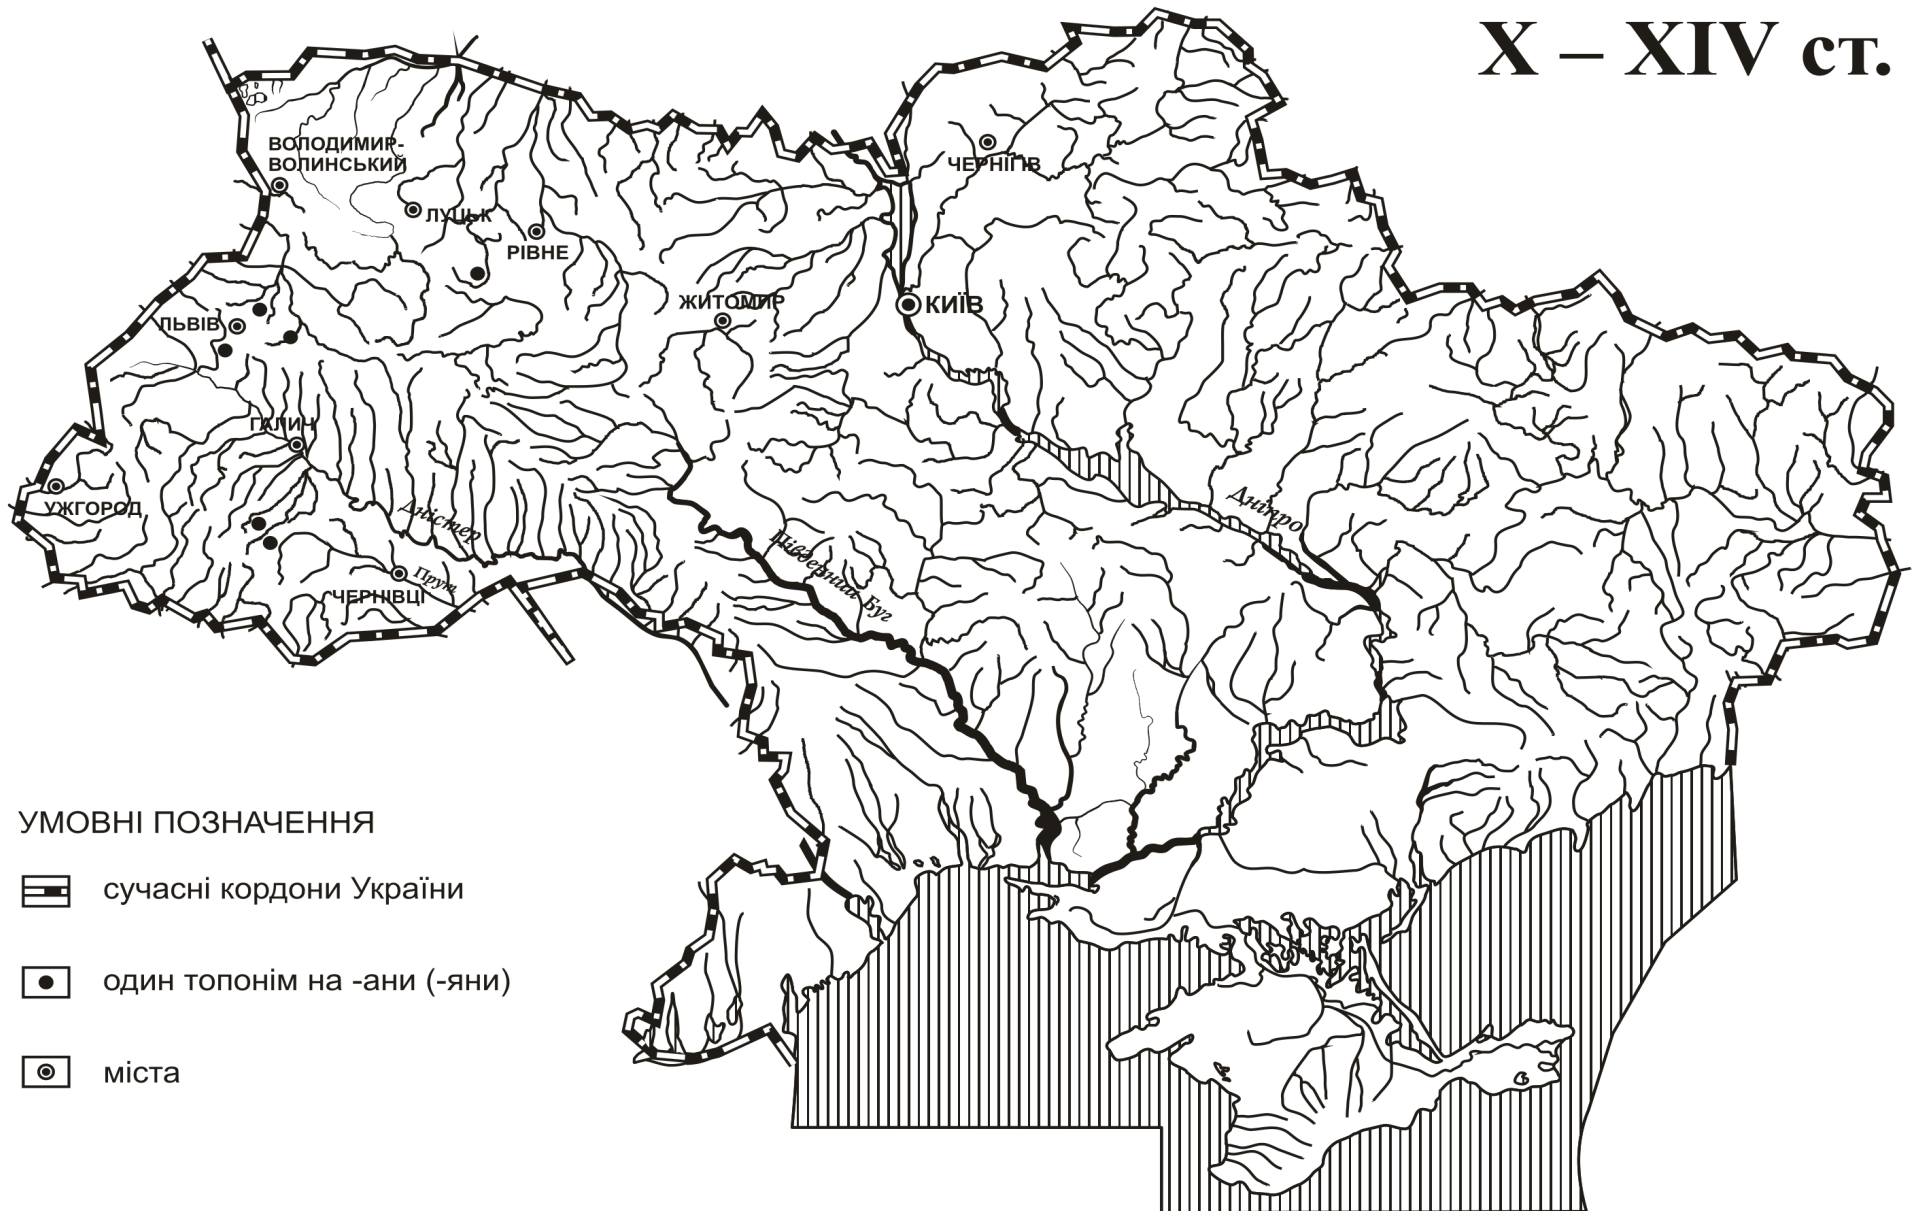 X – XIV ст.
ВОЛОДИМИР-
ВОЛИНСЬКИЙ
ЧЕРНІГІВ
ЛУЦЬК
РІВНЕ
ЖИТОМИР
КИЇВ
ЛЬВІВ
ГАЛИЧ
УЖГОРОД
Дністер
Дніпро
Південний Буг
Прут
ЧЕРНІВЦІ
УМОВНІ ПОЗНАЧЕННЯ
сучасні кордони України
один топонім на -ани (-яни)
міста